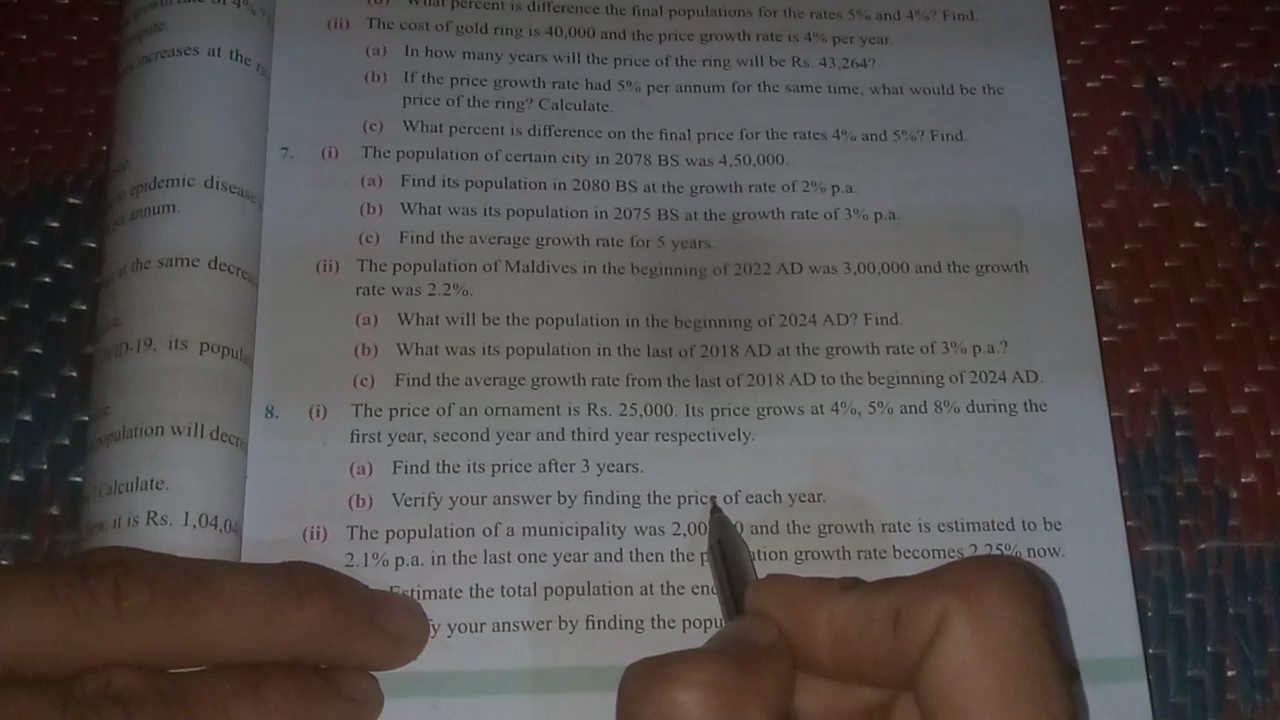 growth rate of 4%?
increases at the
epidemic disease
annum.
at the same decre
VID-19, its popul
population will decre
Calculate.
it is Rs. 1,04,0
What percent is difference the final populations for the rates 5% and 4%? Find.
(ii) The cost of gold ring is 40,000 and the price growth rate is 4% per year.
(a) In how many years will the price of the ring will be Rs. 43,264?
(b) If the price growth rate had 5% per annum for the same time, what would be the
price of the ring? Calculate.
(c) What percent is difference on the final price for the rates 4% and 5%? Find.
7. (i) The population of certain city in 2078 BS was 4,50,000.
(a) Find its population in 2080 BS at the growth rate of 2% p.a.
(b) What was its population in 2075 BS at the growth rate of 3% p.a.
(c) Find the average growth rate for 5 years.
(ii) The population of Maldives in the beginning of 2022 AD was 3,00,000 and the growth
rate was 2.2%.
(a) What will be the population in the beginning of 2024 AD? Find.
(b) What was its population in the last of 2018 AD at the growth rate of 3% p.a.?
(c) Find the average growth rate from the last of 2018 AD to the beginning of 2024 AD.
8. (i) The price of an ornament is Rs. 25,000. Its price grows at 4%, 5% and 8% during the
first year, second year and third year respectively.
(a) Find the its price after 3 years.
(b) Verify your answer by finding the price of each year.
(ii) The population of a municipality was 2,00 0 and the growth rate is estimated to be
2.1% p.a. in the last one year and then the p ation growth rate becomes 2.25% now.
Estimate the total population at the en
y your answer by finding the popu